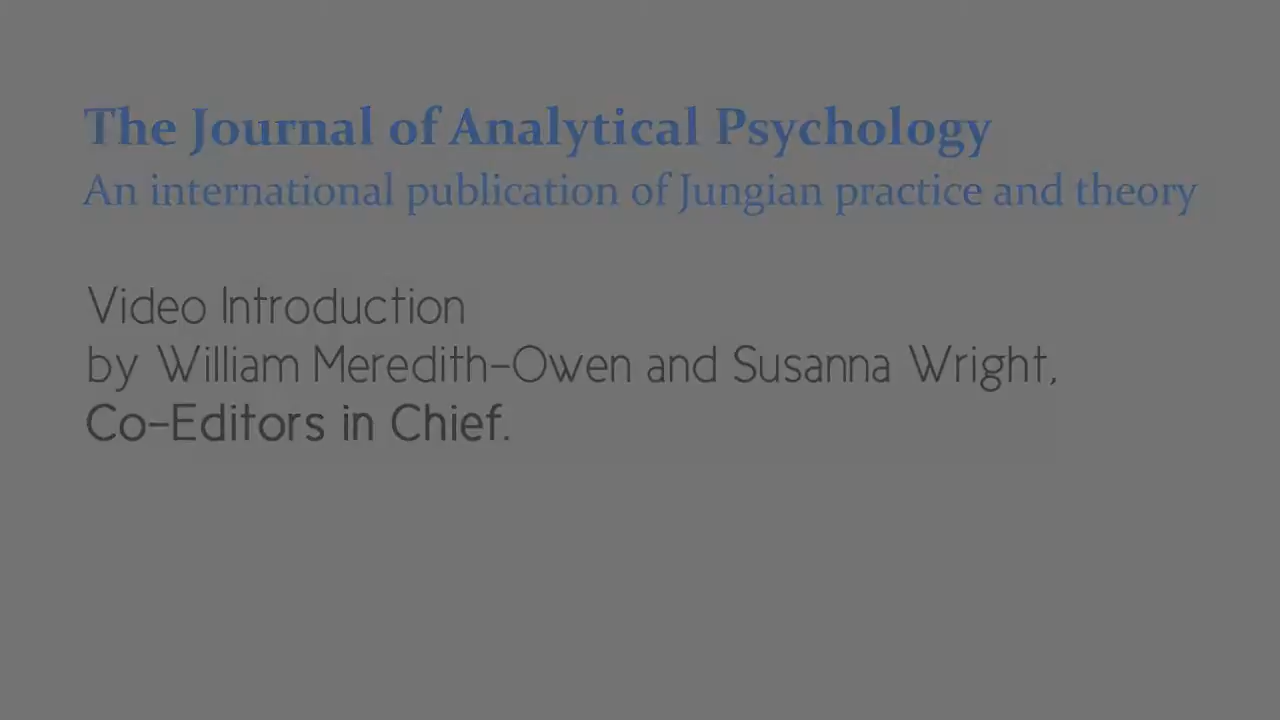 The Journal of Analytical Psychology
An international publication of Jungian practice and theory
Video Introduction
by William Meredith-Owen and Susanna Wright,
Co-Editors in Chief.